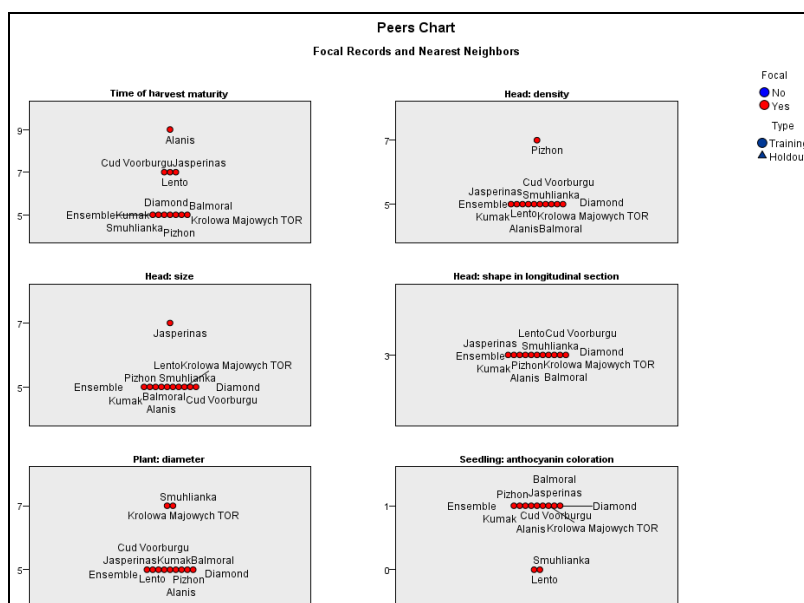 Peers Chart
Focal Records and Nearest Neighbors
Focal
No
Yes
Type
Training
Holdou
Time of harvest maturity
9
Alanis
Cud Voorburgu Jasperinas
7
Lento
Diamond Balmoral
5
Ensemble Kumak
Krolowa Majowych TOR
Smuhlianka
Pizhon
Head: density
7
Pizhon
Cud Voorburgu
Jasperinas Smuhlianka
5
Ensemble Diamond
Kumak Lento Krolowa Majowych TOR
Alanis Balmoral
Head: size
7
Jasperinas
Lento Krolowa Majowych TOR
Pizhon Smuhlianka
5
Ensemble Diamond
Kumak Balmoral Cud Voorburgu
Alanis
Head: shape in longitudinal section
Lento Cud Voorburgu
Jasperinas Smuhlianka
3
Ensemble Diamond
Kumak Pizhon Krolowa Majowych TOR
Alanis Balmoral
Plant: diameter
Smuhlianka
7
Krolowa Majowych TOR
Cud Voorburgu
Jasperinas Kumak Balmoral
5
Ensemble Lento Pizhon Diamond
Alanis
Seedling: anthocyanin coloration
Balmoral
Pizhon Jasperinas
1
Ensemble Diamond
Kumak Cud Voorburgu
Alanis Krolowa Majowych TOR
Smuhlianka
0
Lento